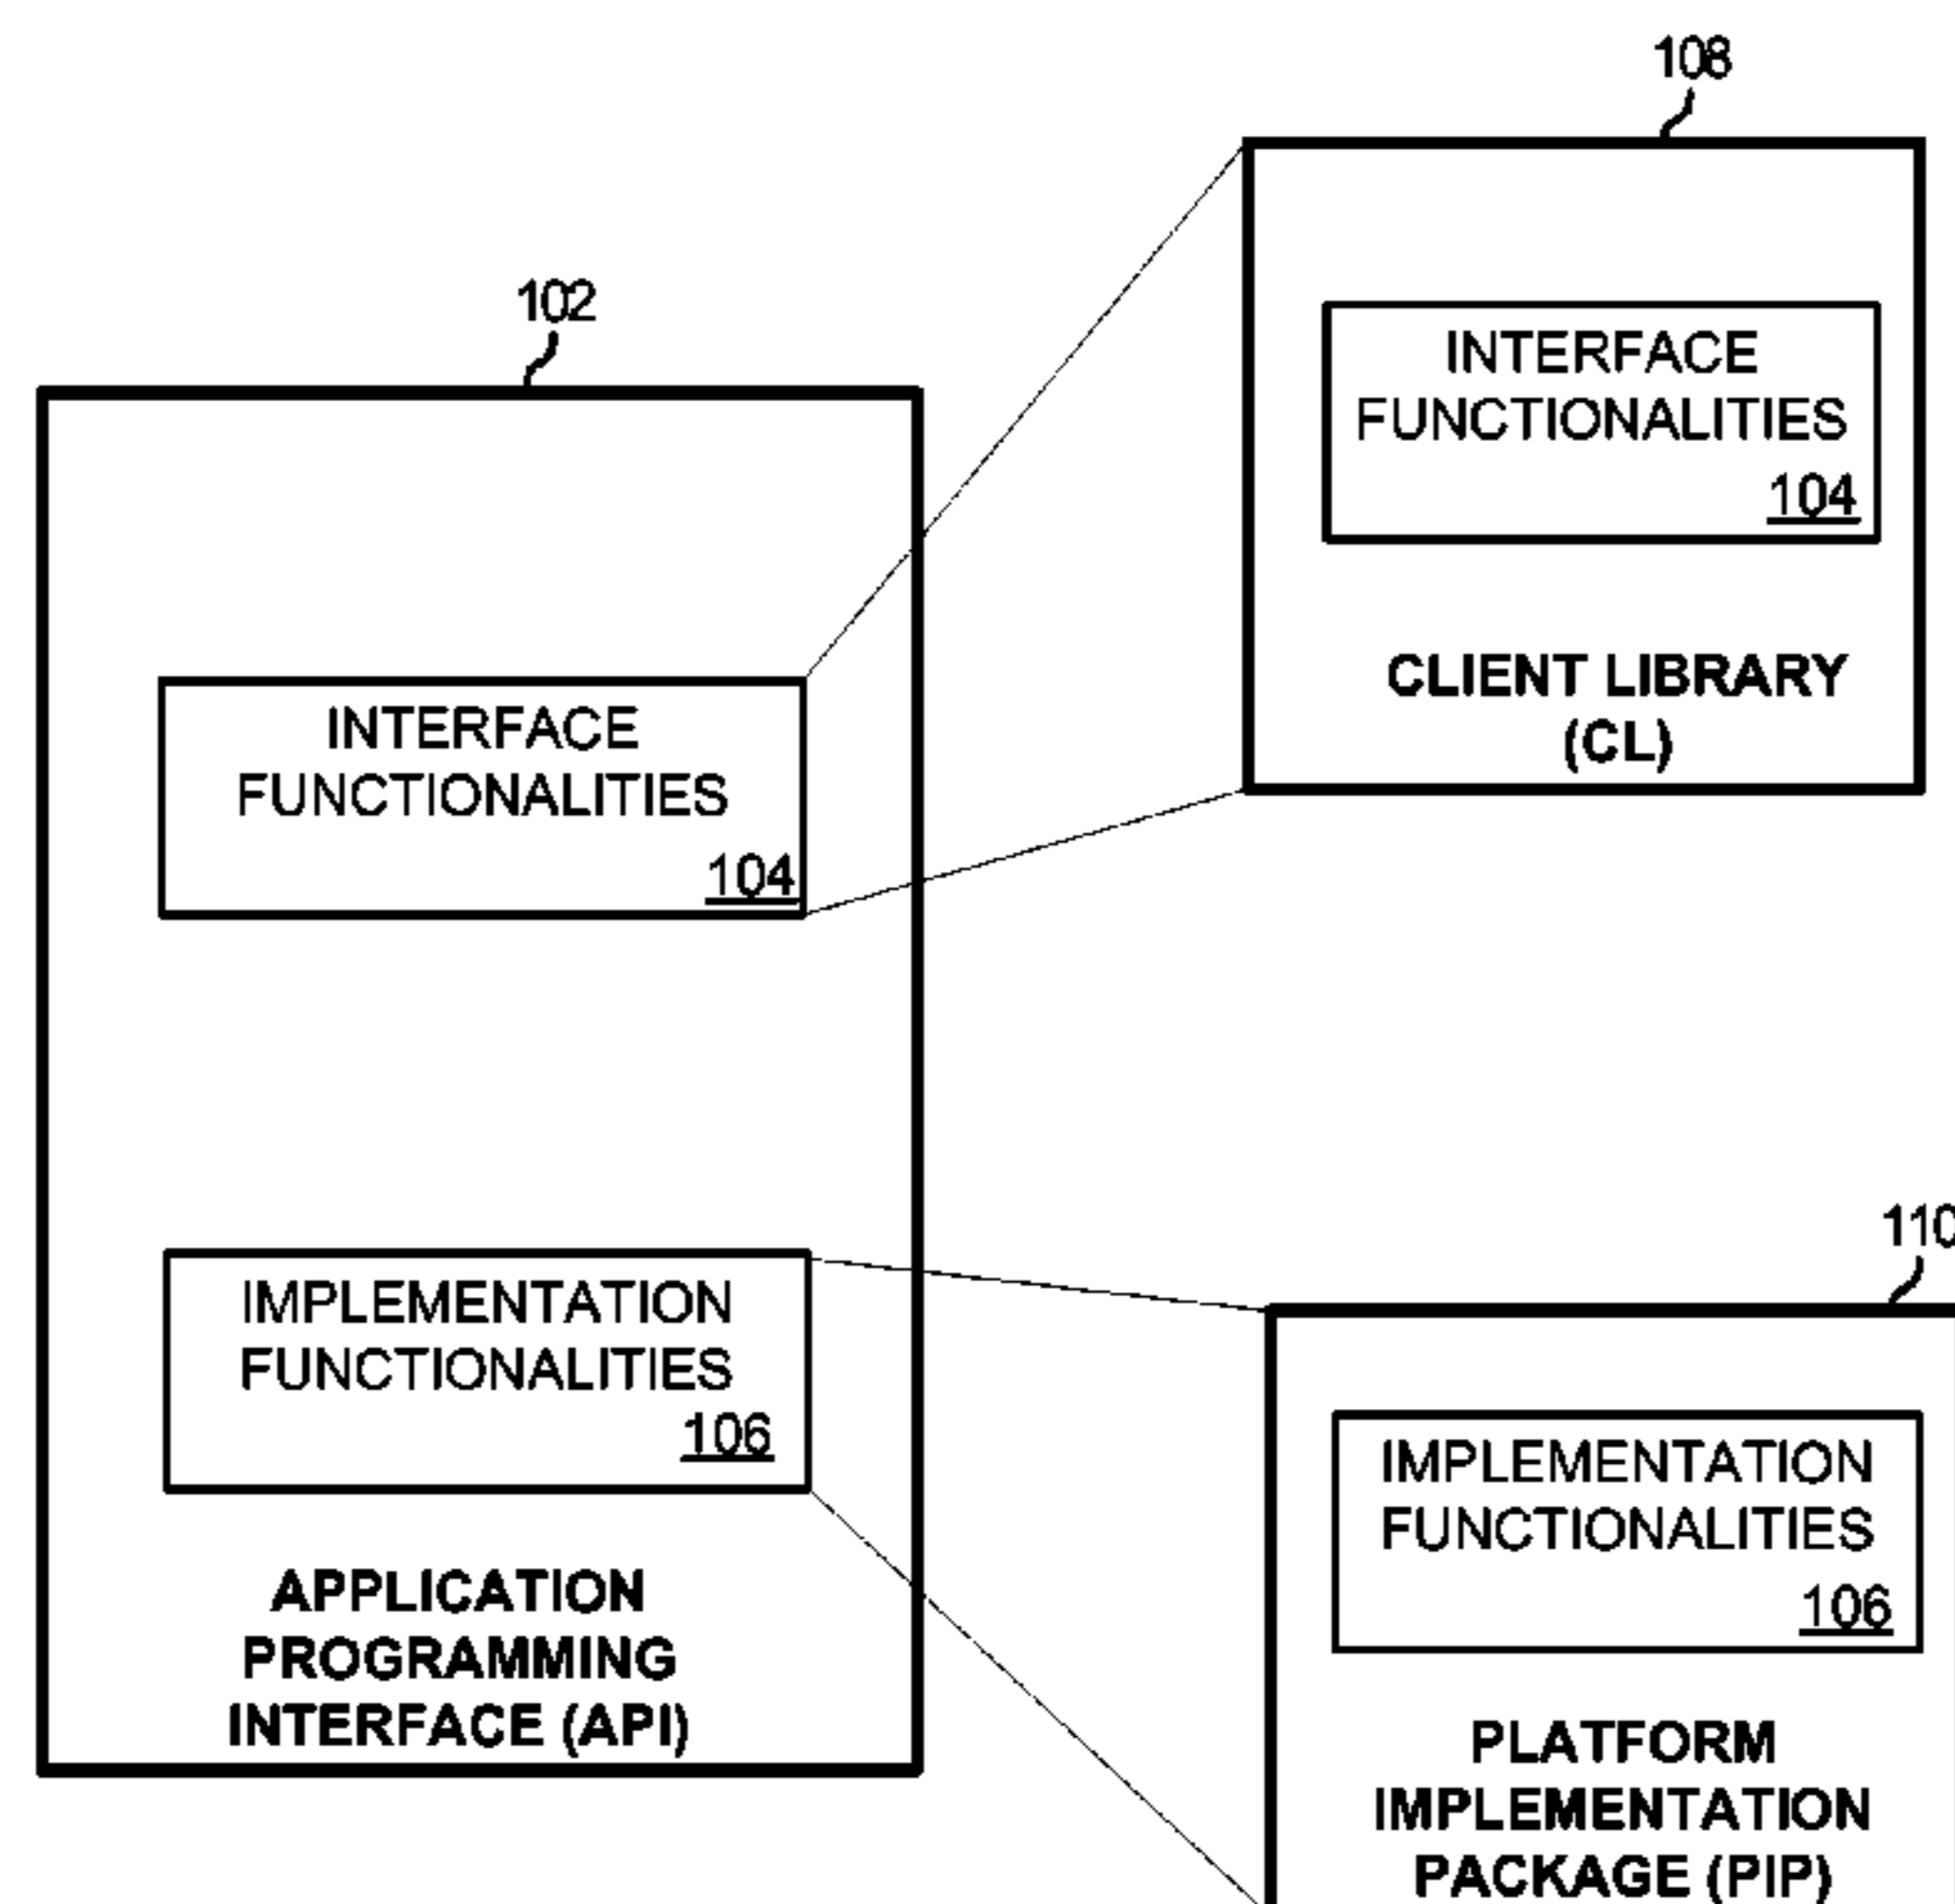 108
INTERFACE
FUNCTIONALITIES
104
CLIENT LIBRARY
(CL)
102
INTERFACE
FUNCTIONALITIES
104
IMPLEMENTATION
FUNCTIONALITIES
106
APPLICATION
PROGRAMMING
INTERFACE (API)
110
IMPLEMENTATION
FUNCTIONALITIES
106
PLATFORM
IMPLEMENTATION
PACKAGE (PIP)